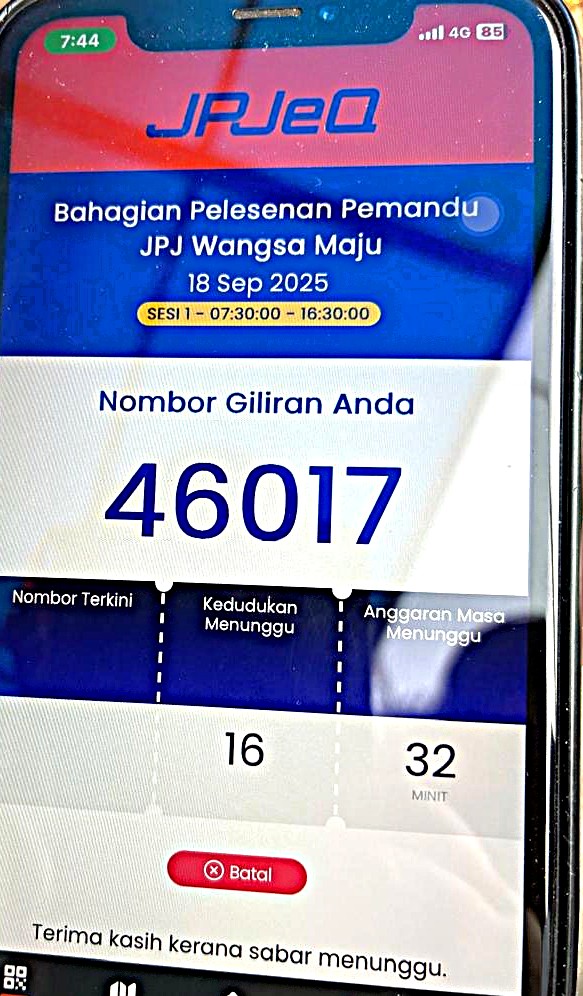 7:44
4G 85
JPJeQ
Bahagian Pelesenan Pemandu
JPJ Wangsa Maju
18 Sep 2025
SESI 1 - 07:30:00 - 16:30:00
Nombor Giliran Anda
46017
Nombor Terkini
Kedudukan
Menunggu
Anggaran Masa
Menunggu
16
32
MINIT
Batal
Terima kasih kerana sabar menunggu.